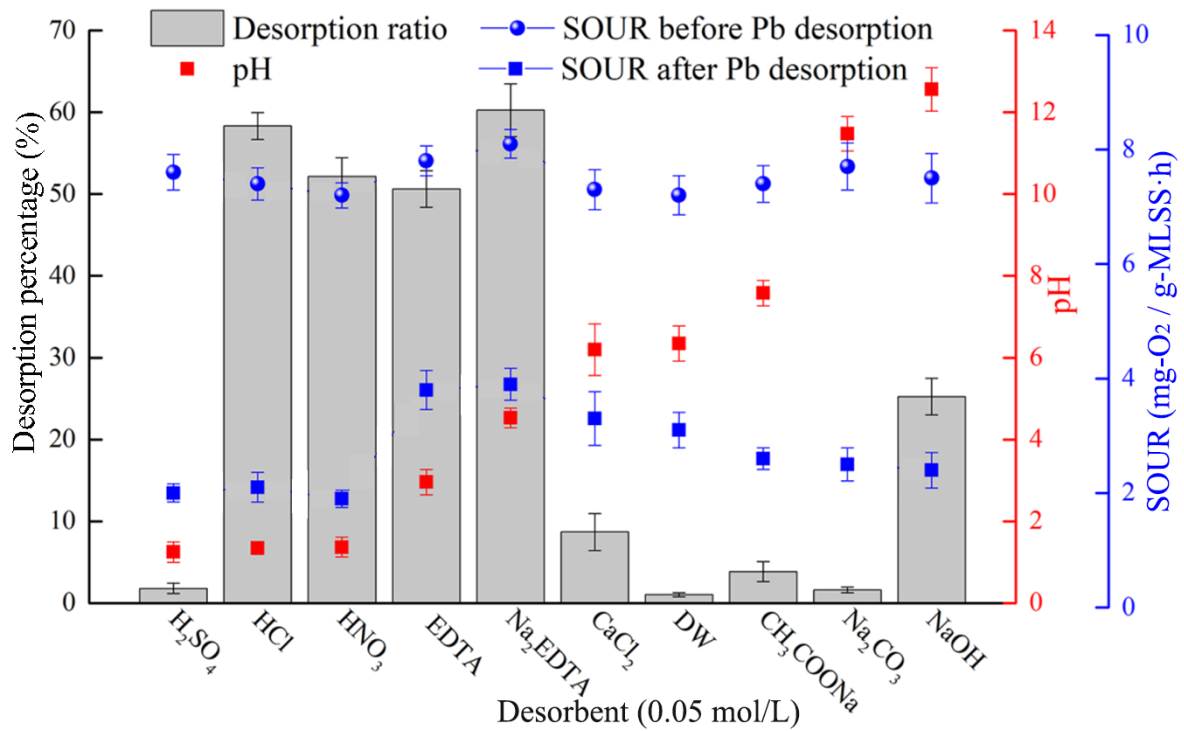 Desorption ratio
SOUR before Pb desorption
pH
SOUR after Pb desorption
Desorption percentage (%)
70
60
50
40
30
20
10
0
14
12
10
8
6
4
2
0
pH
10
8
6
4
2
0
SOUR (mg-O₂ / g-MLSS·h)
H₂SO₄
HCl
HNO₃
EDTA
Na₂EDTA
CaCl₂
DW
CH₃COONa
Na₂CO₃
NaOH
Desorbent (0.05 mol/L)